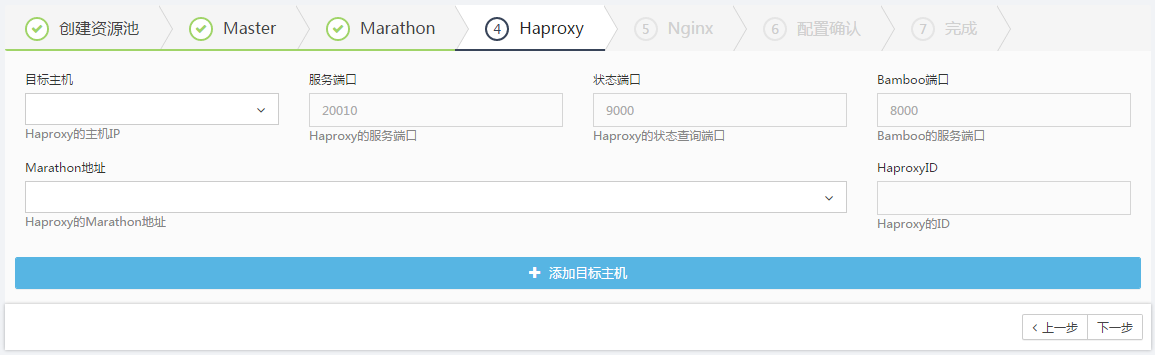 创建资源池 Master Marathon 4 Haproxy 5 Nginx 6 配置确认 7 完成
目标主机 服务端口 状态端口 Bamboo端口
20010 9000 8000
Haproxy的主机IP Haproxy的服务端口 Haproxy的状态查询端口 Bamboo的服务端口
Marathon地址 HaproxyID
Haproxy的Marathon地址 Haproxy的ID
添加目标主机
上一步 下一步